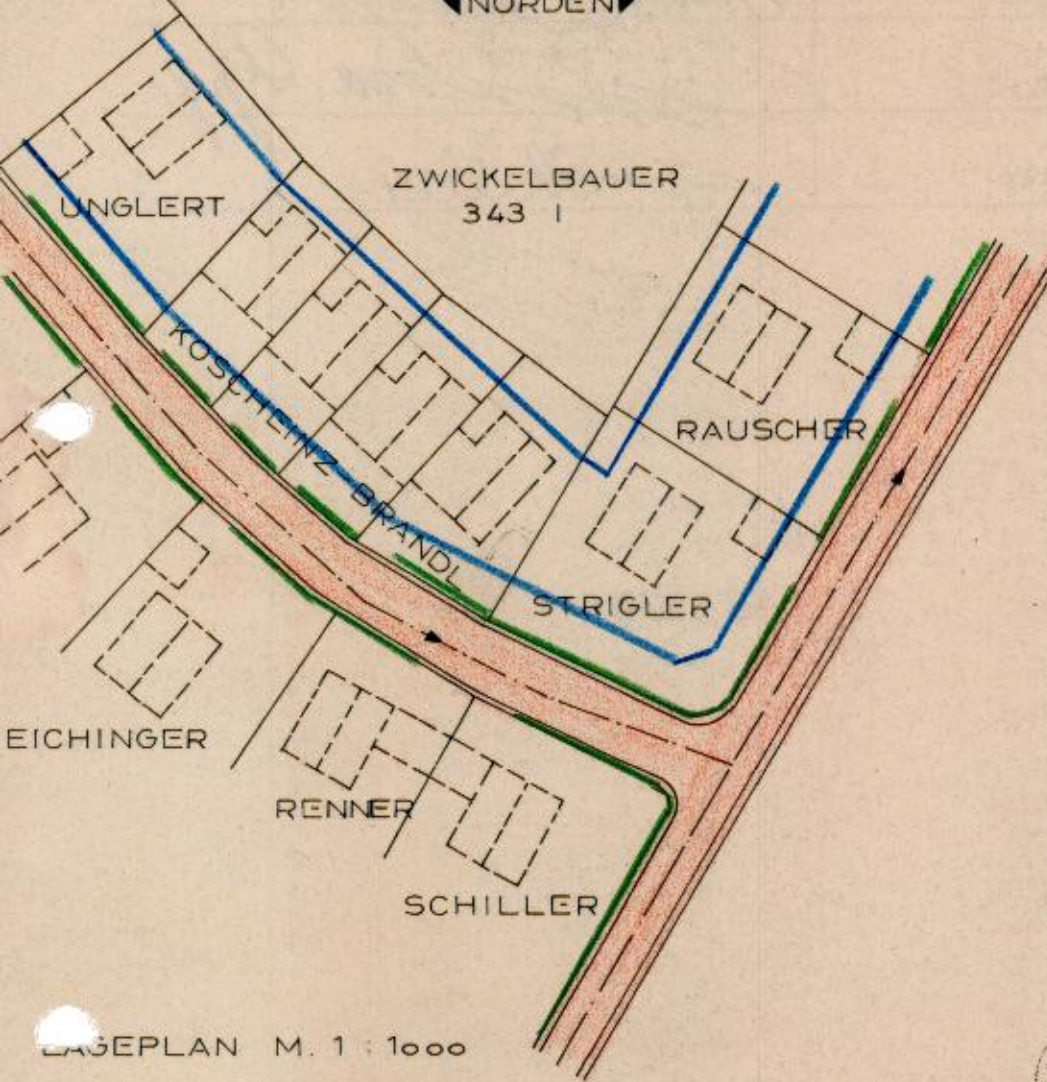 NORDEN
ZWICKELBAUER
343 I
UNGLERT
KOSCHEINZ-BRANDL
RAUSCHER
STRIGLER
EICHINGER
RENNER
SCHILLER
LAGEPLAN M. 1 : 1000